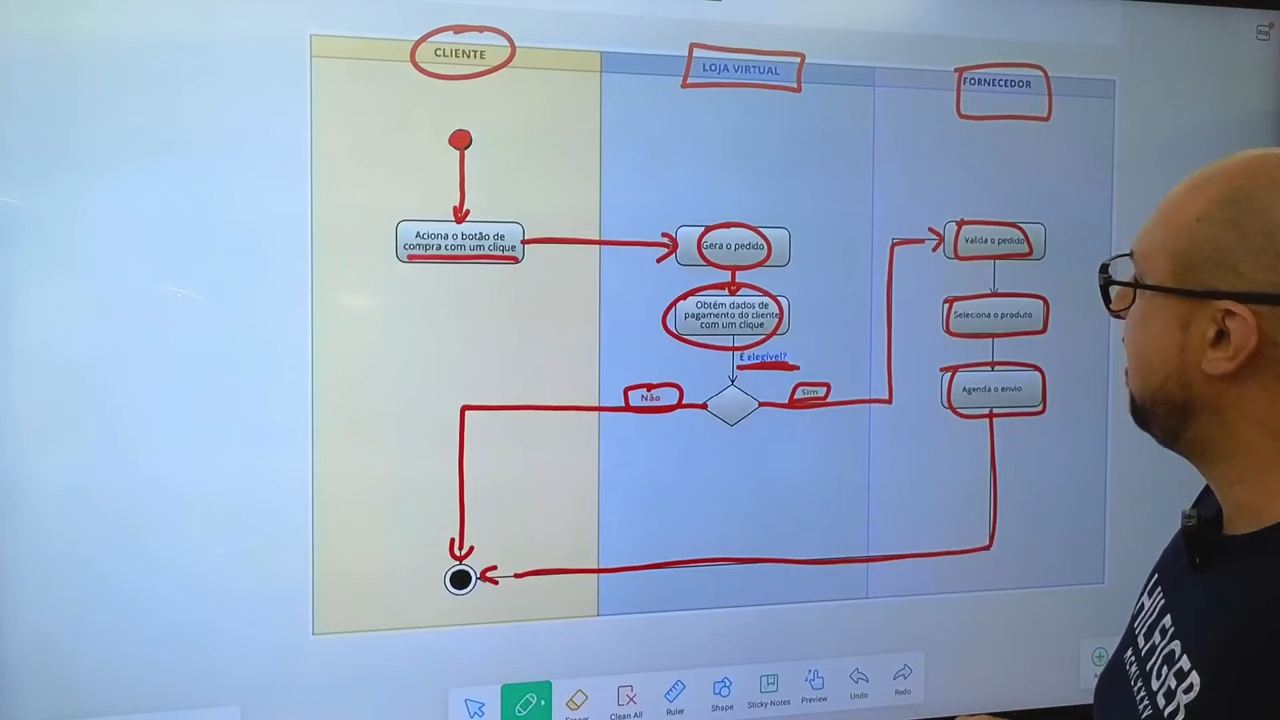 CLIENTE
LOJA VIRTUAL
FORNECEDOR
Aciona o botão de
compra com um clique
Gera o pedido
Valida o pedido
Obtém dados de
pagamento do cliente
com um clique
Seleciona o produto
É elegível?
Não
Sim
Agenda o envio
Clean All
Ruler
Shape
Sticky-Notes
Preview
Undo
Redo
HILFIGER
MCMLXXXV